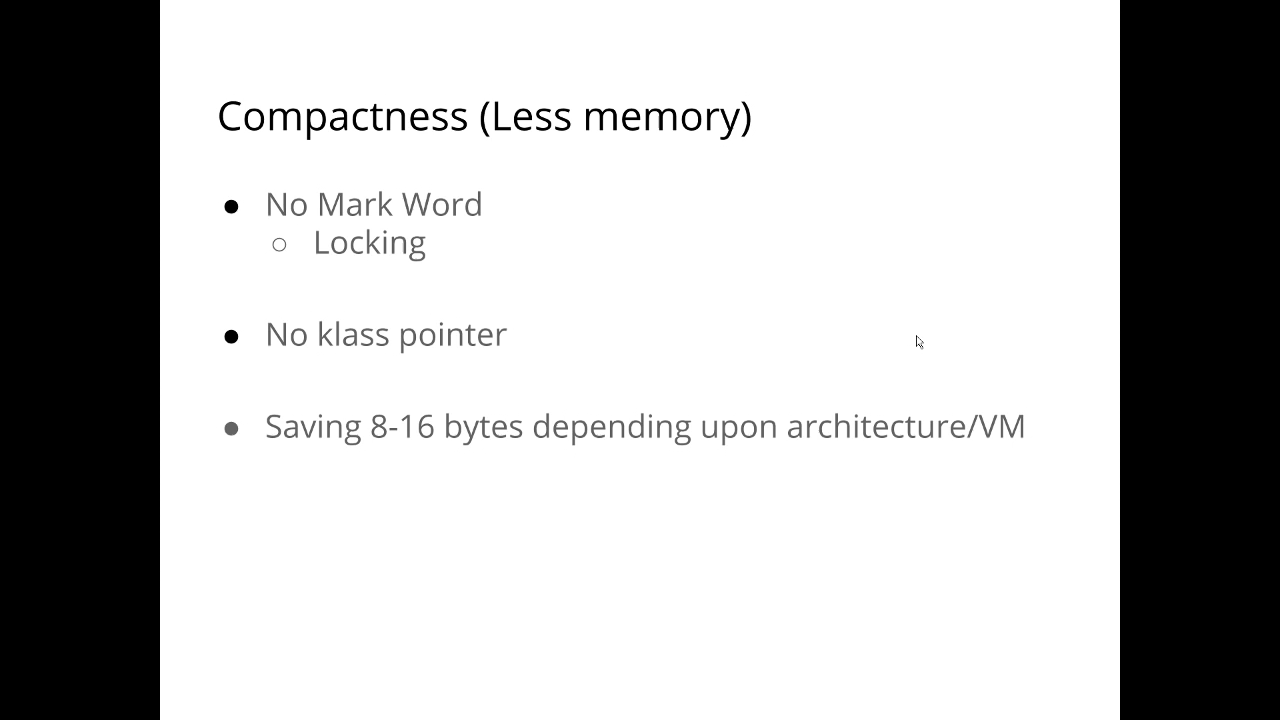 Compactness (Less memory)
● No Mark Word
○ Locking
● No klass pointer
● Saving 8-16 bytes depending upon architecture/VM